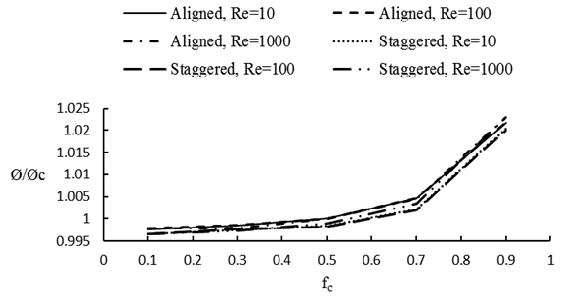 Aligned, Re=10 Aligned, Re=100
Aligned, Re=1000 Staggered, Re=10
Staggered, Re=100 Staggered, Re=1000
1.025
1.02
1.015
1.01
1.005
1
0.995
Ø/Øc
0 0.1 0.2 0.3 0.4 0.5 0.6 0.7 0.8 0.9 1
fc